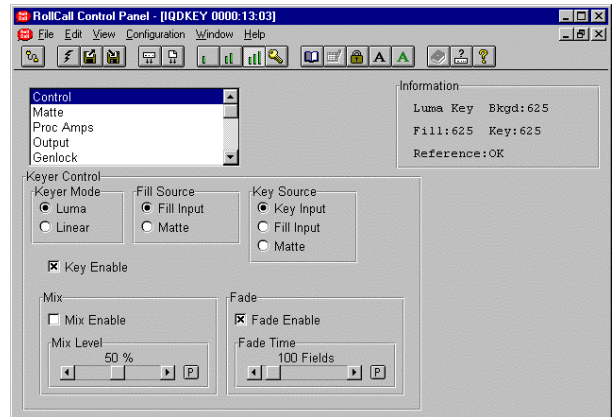 RollCall Control Panel - [IQDKEY 0000:13:03]
File Edit View Configuration Window Help
A A ?  ?
Control
Matte
Proc Amps
Output
Genlock
Information
Luma Key Bkgd:625
Fill:625 Key:625
Reference:OK
Keyer Control
Keyer Mode
Luma
Linear
Fill Source
Fill Input
Matte
Key Source
Key Input
Fill Input
Matte
Key Enable
Mix
Mix Enable
Mix Level
50 %
P
Fade
Fade Enable
Fade Time
100 Fields
P